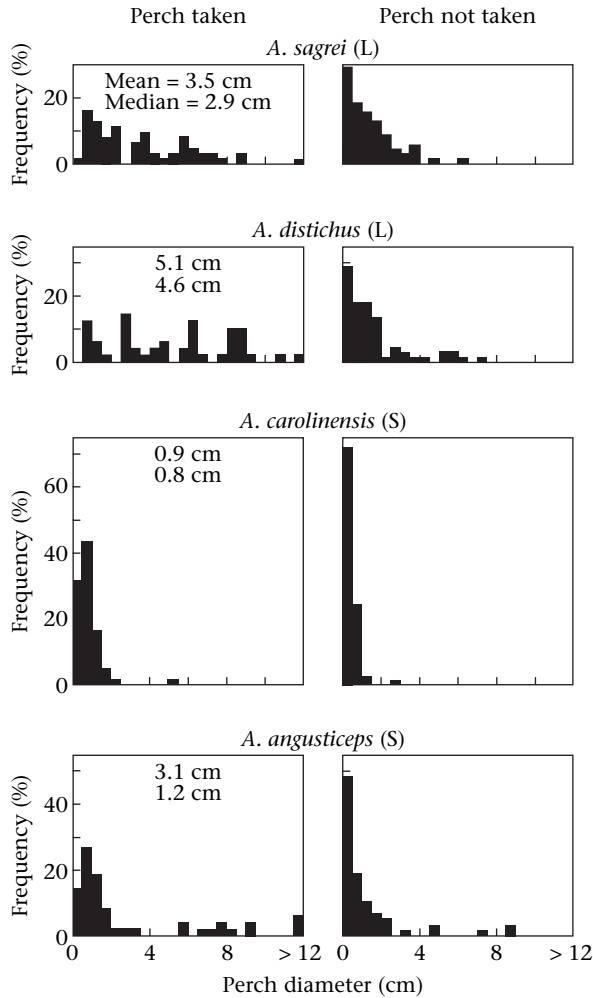 Perch taken Perch not taken
A. sagrei (L)
Frequency (%)
20
0
Mean = 3.5 cm
Median = 2.9 cm
A. distichus (L)
Frequency (%)
20
0
5.1 cm
4.6 cm
A. carolinensis (S)
Frequency (%)
60
40
20
0
0.9 cm
0.8 cm
A. angusticeps (S)
Frequency (%)
40
20
0
3.1 cm
1.2 cm
0 4 8 > 12 0 4 8 > 12
Perch diameter (cm)